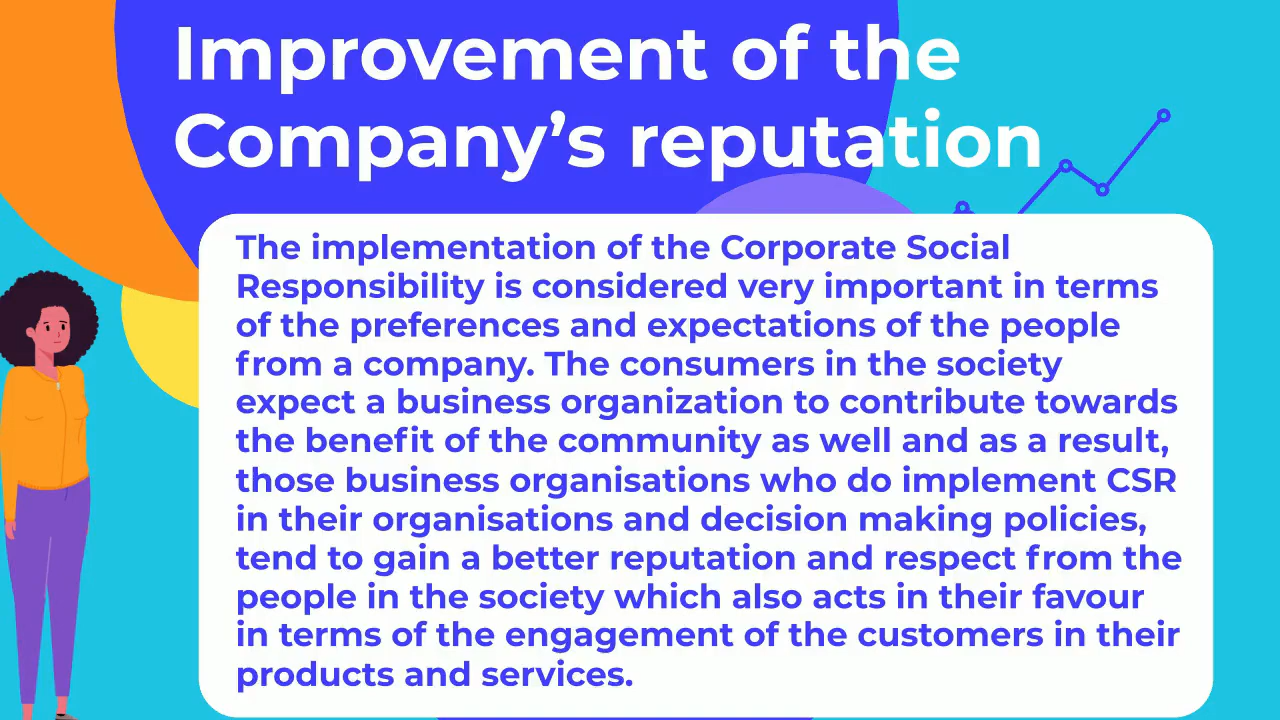 Improvement of the
Company’s reputation
The implementation of the Corporate Social
Responsibility is considered very important in terms
of the preferences and expectations of the people
from a company. The consumers in the society
expect a business organization to contribute towards
the benefit of the community as well and as a result,
those business organisations who do implement CSR
in their organisations and decision making policies,
tend to gain a better reputation and respect from the
people in the society which also acts in their favour
in terms of the engagement of the customers in their
products and services.